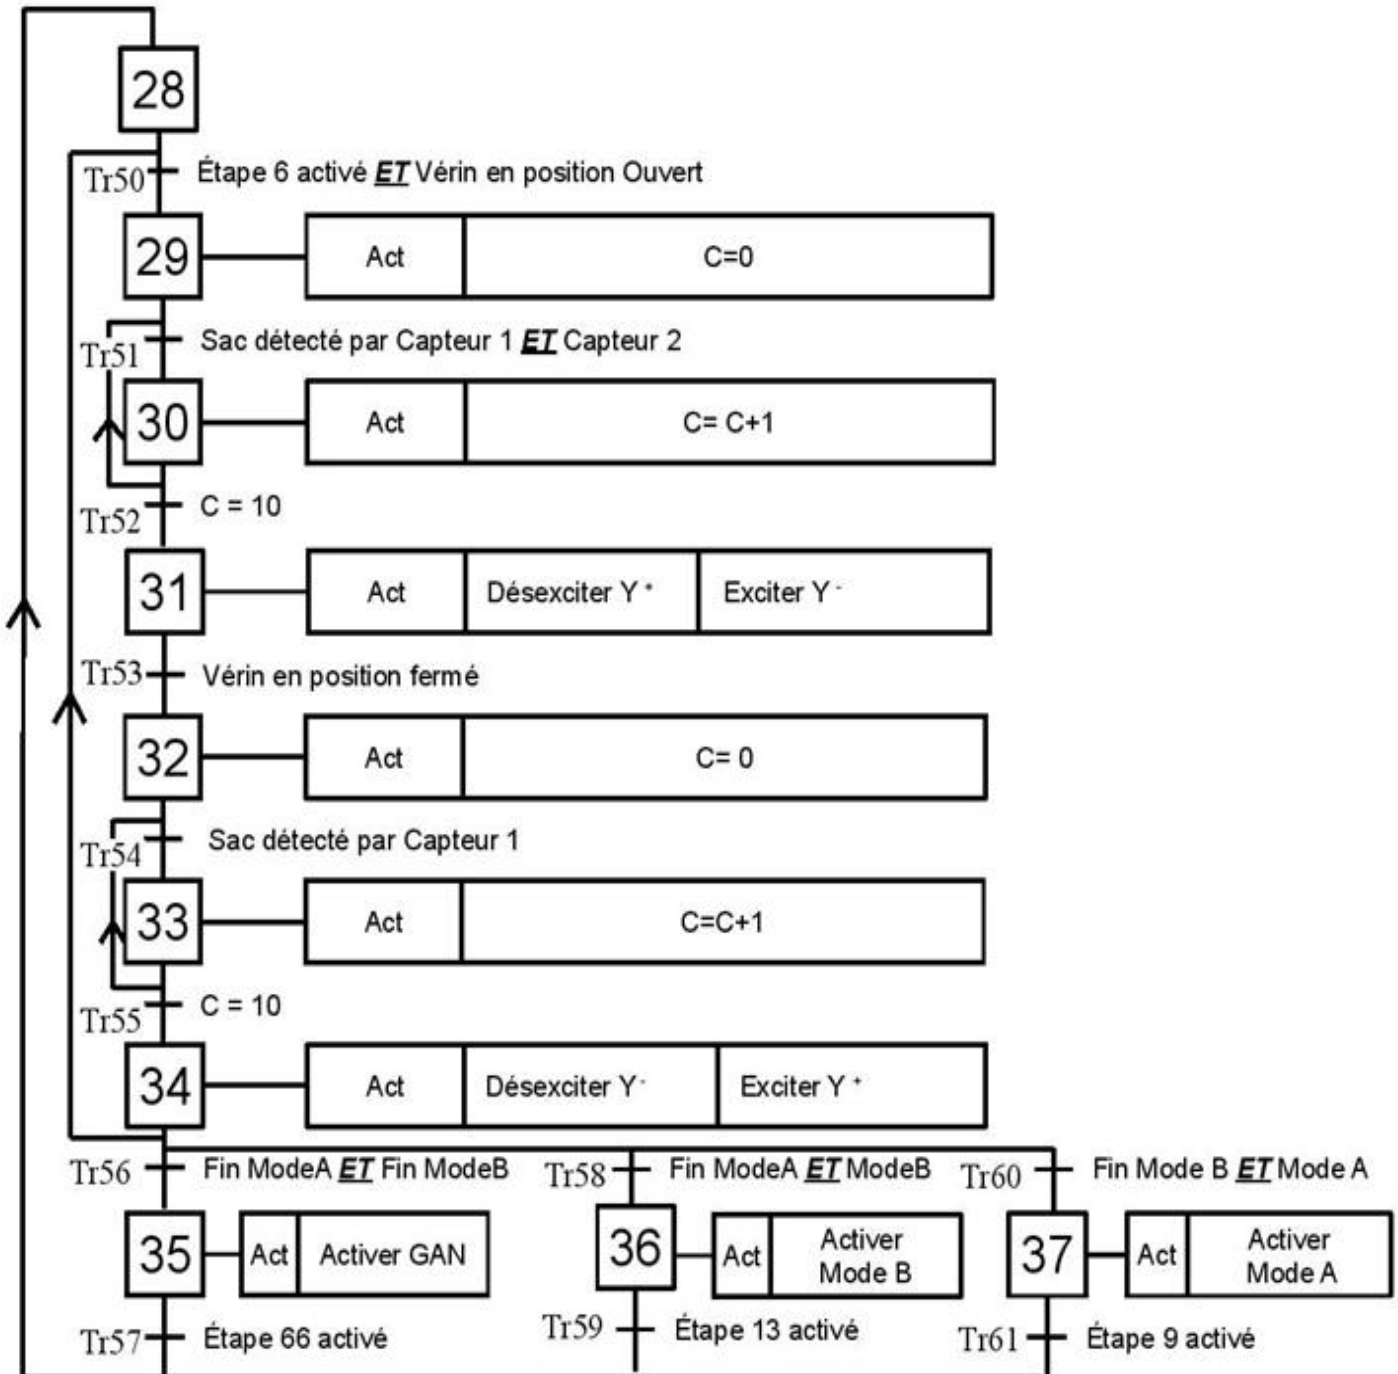 28
Tr50 Étape 6 activé ET Vérin en position Ouvert
29 Act C=0
Tr51 Sac détecté par Capteur 1 ET Capteur 2
30 Act C= C+1
Tr52 C = 10
31 Act Désexciter Y + Exciter Y -
Tr53 Vérin en position fermé
32 Act C= 0
Tr54 Sac détecté par Capteur 1
33 Act C=C+1
Tr55 C = 10
34 Act Désexciter Y - Exciter Y +
Tr56 Fin ModeA ET Fin ModeB Tr58 Fin ModeA ET ModeB Tr60 Fin Mode B ET Mode A
35 Act Activer GAN 36 Act Activer Mode B 37 Act Activer Mode A
Tr57 Étape 66 activé Tr59 Étape 13 activé Tr61 Étape 9 activé